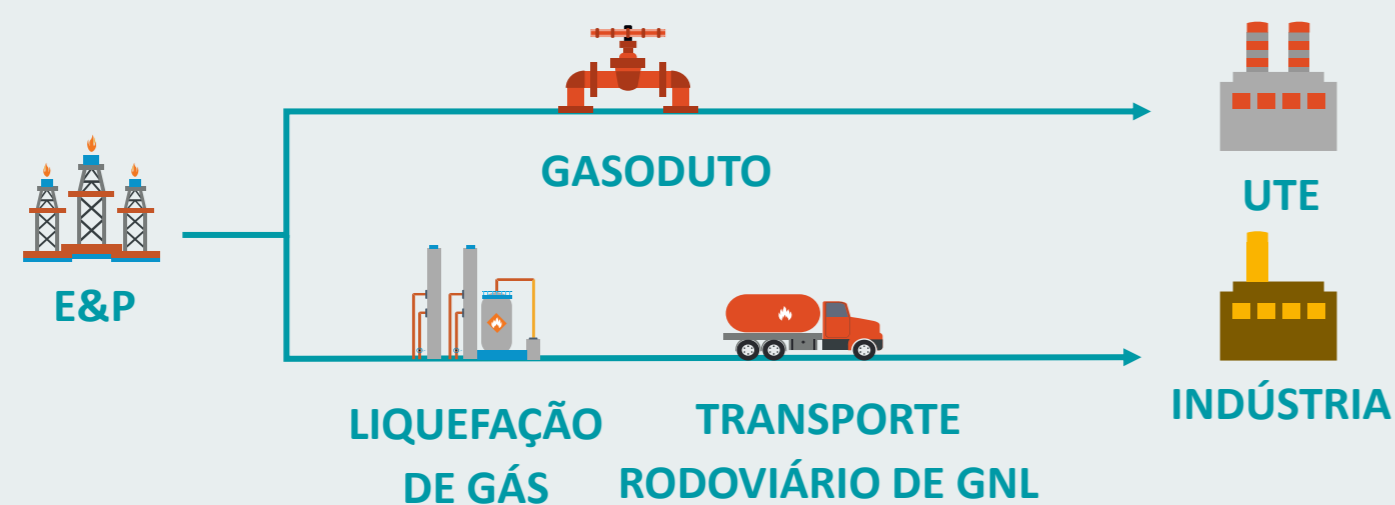 GASODUTO
UTE
E&P
LIQUEFAÇÃO
DE GÁS
TRANSPORTE
RODOVIÁRIO DE GNL
INDÚSTRIA